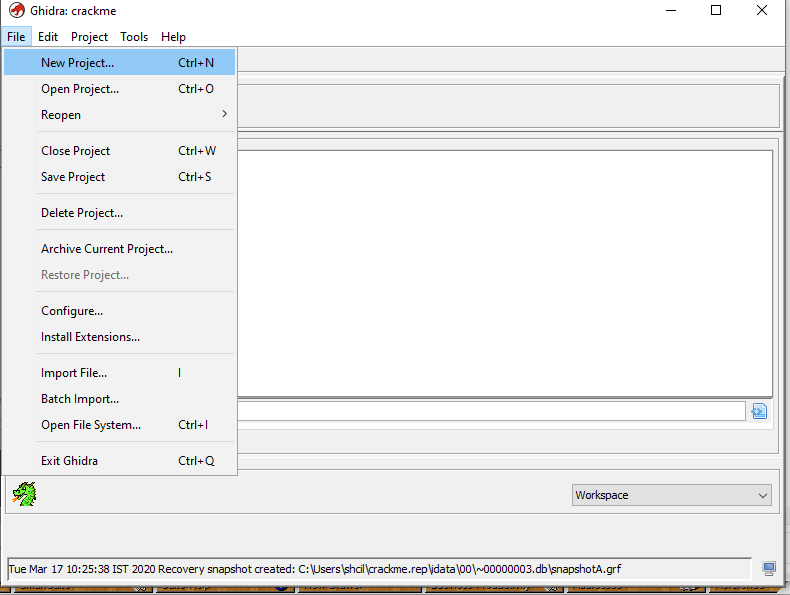 Ghidra: crackme
File Edit Project Tools Help
New Project... Ctrl+N
Open Project... Ctrl+O
Reopen
Close Project Ctrl+W
Save Project Ctrl+S
Delete Project...
Archive Current Project...
Restore Project...
Configure...
Install Extensions...
Import File... I
Batch Import...
Open File System... Ctrl+I
Exit Ghidra Ctrl+Q
Workspace
Tue Mar 17 10:25:38 IST 2020 Recovery snapshot created: C:\Users\shcil\crackme.rep\idata\00\~00000003.db\snapshotA.grf